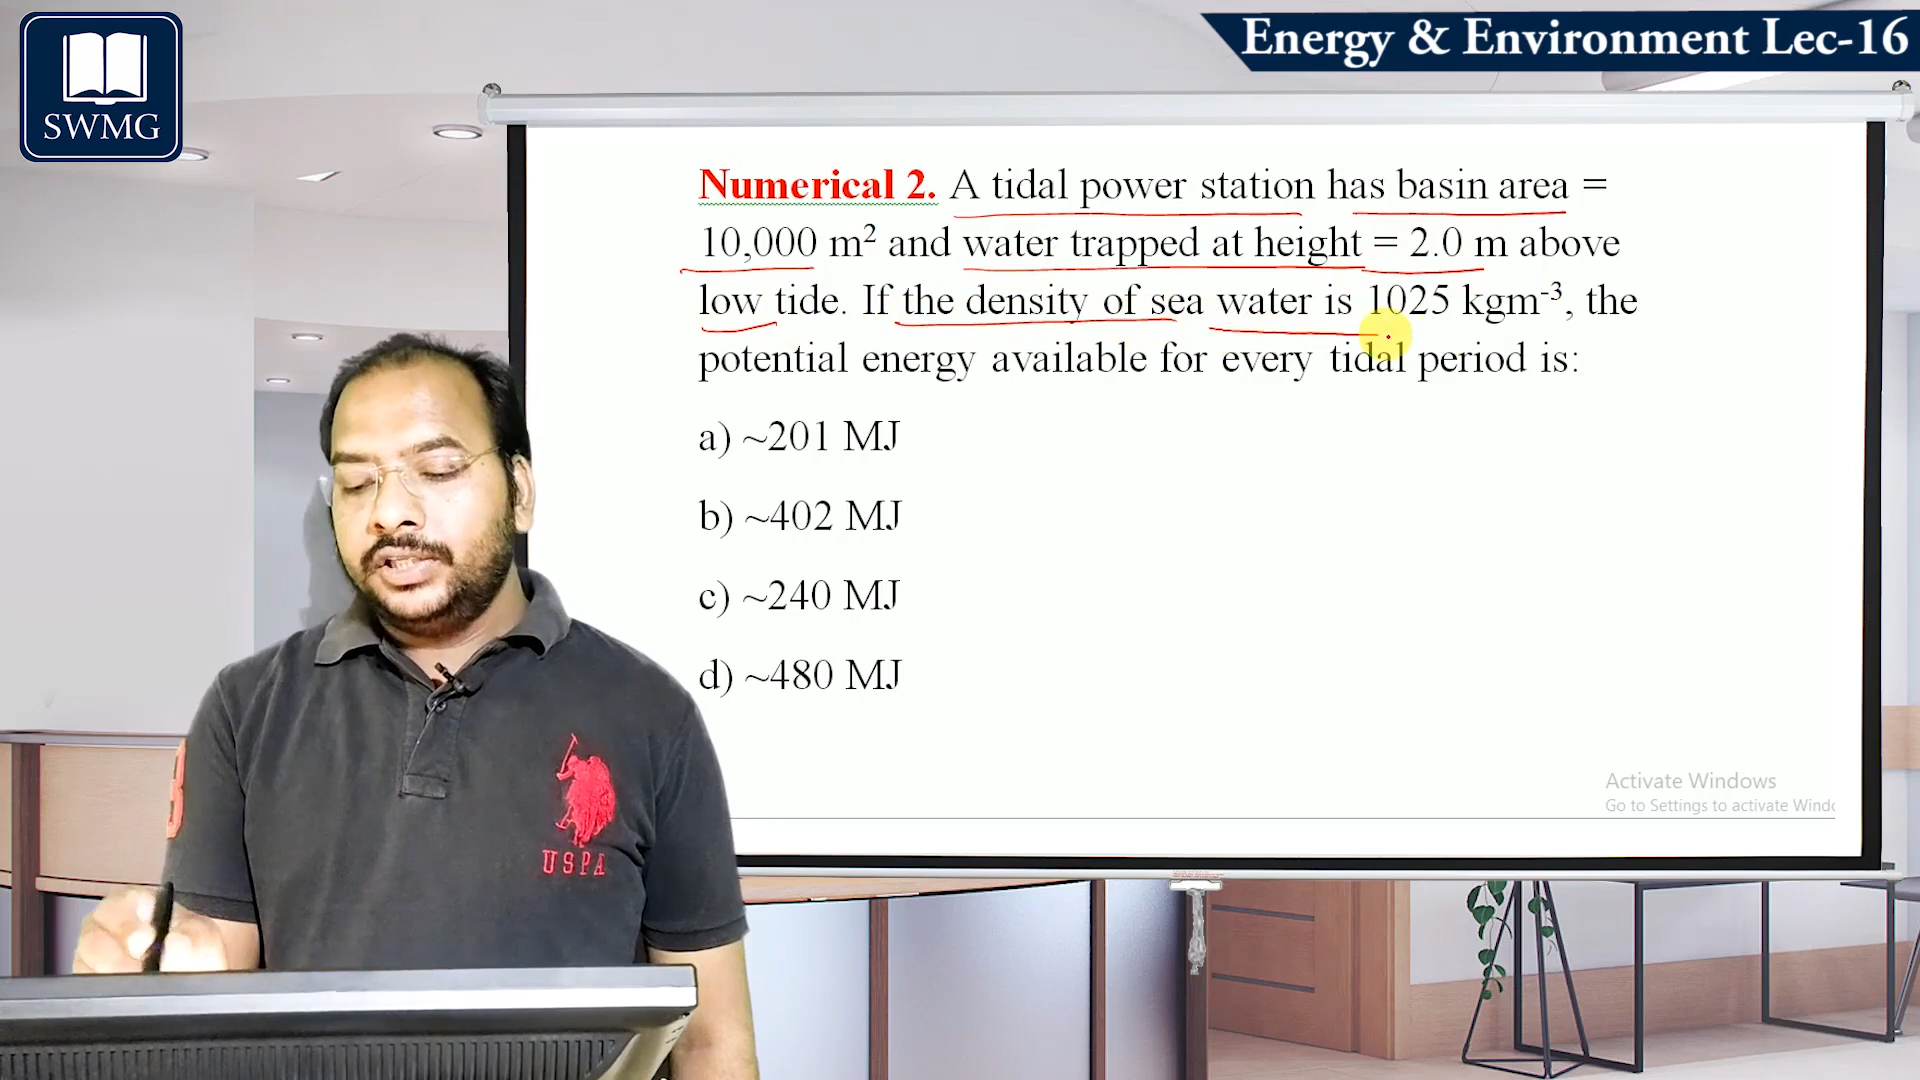 SWMG
Energy & Environment Lec-16
Numerical 2. A tidal power station has basin area =
10,000 m² and water trapped at height = 2.0 m above
low tide. If the density of sea water is 1025 kgm⁻³, the
potential energy available for every tidal period is:
a) ~201 MJ
b) ~402 MJ
c) ~240 MJ
d) ~480 MJ
Activate Windows
Go to Settings to activate Windo
USPA
3